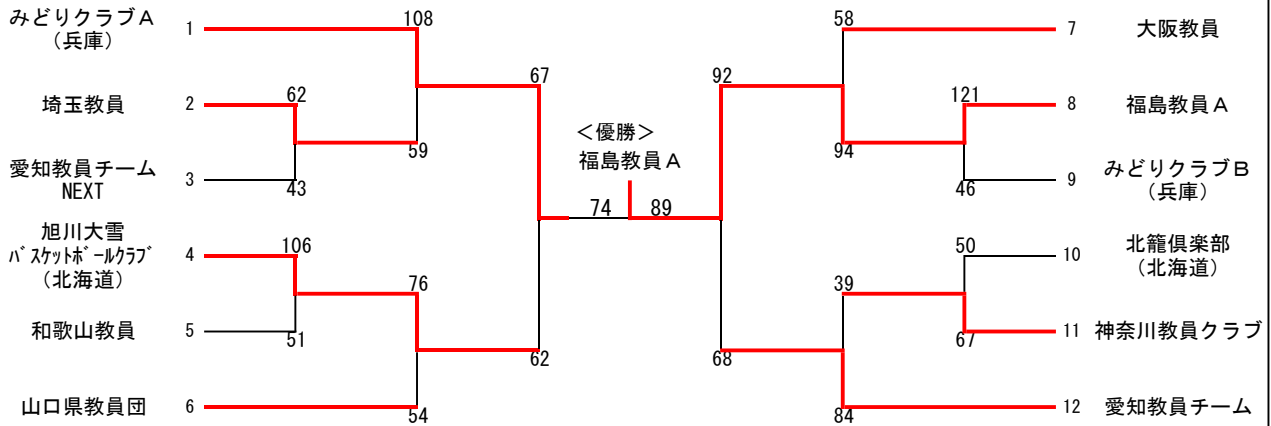 みどりクラブA
(兵庫)
1
108
埼玉教員
2
62
59
愛知教員チーム
NEXT
3
43
67
旭川大雪
バスケットボールクラブ
(北海道)
4
106
76
和歌山教員
5
51
62
山口県教員団
6
54
<優勝>
福島教員A
74
89
58
7
大阪教員
92
121
8
福島教員A
94
46
9
みどりクラブB
(兵庫)
50
10
北籠倶楽部
(北海道)
39
67
11
神奈川教員クラブ
68
84
12
愛知教員チーム